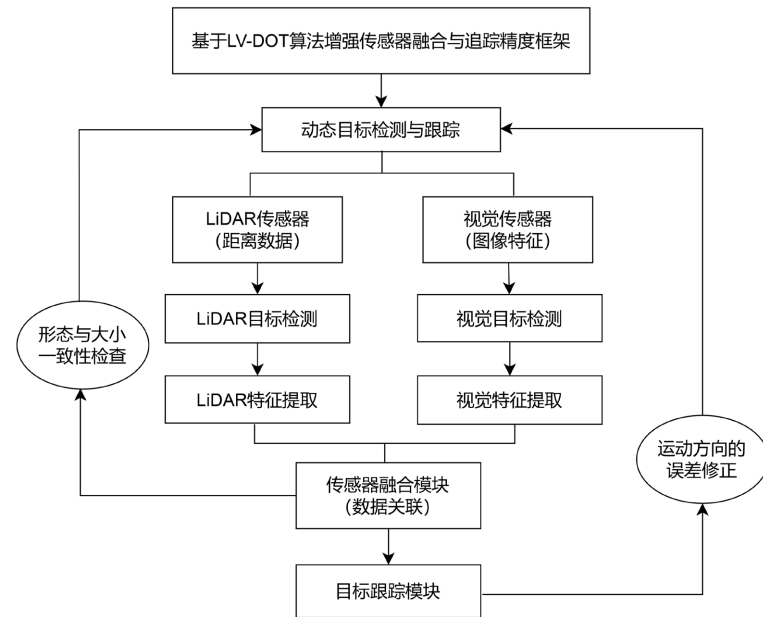 基于LV-DOT算法增强传感器融合与追踪精度框架
动态目标检测与跟踪
LiDAR传感器
（距离数据）
视觉传感器
（图像特征）
LiDAR目标检测
视觉目标检测
形态与大小
一致性检查
LiDAR特征提取
视觉特征提取
运动方向的
误差修正
传感器融合模块
（数据关联）
目标跟踪模块